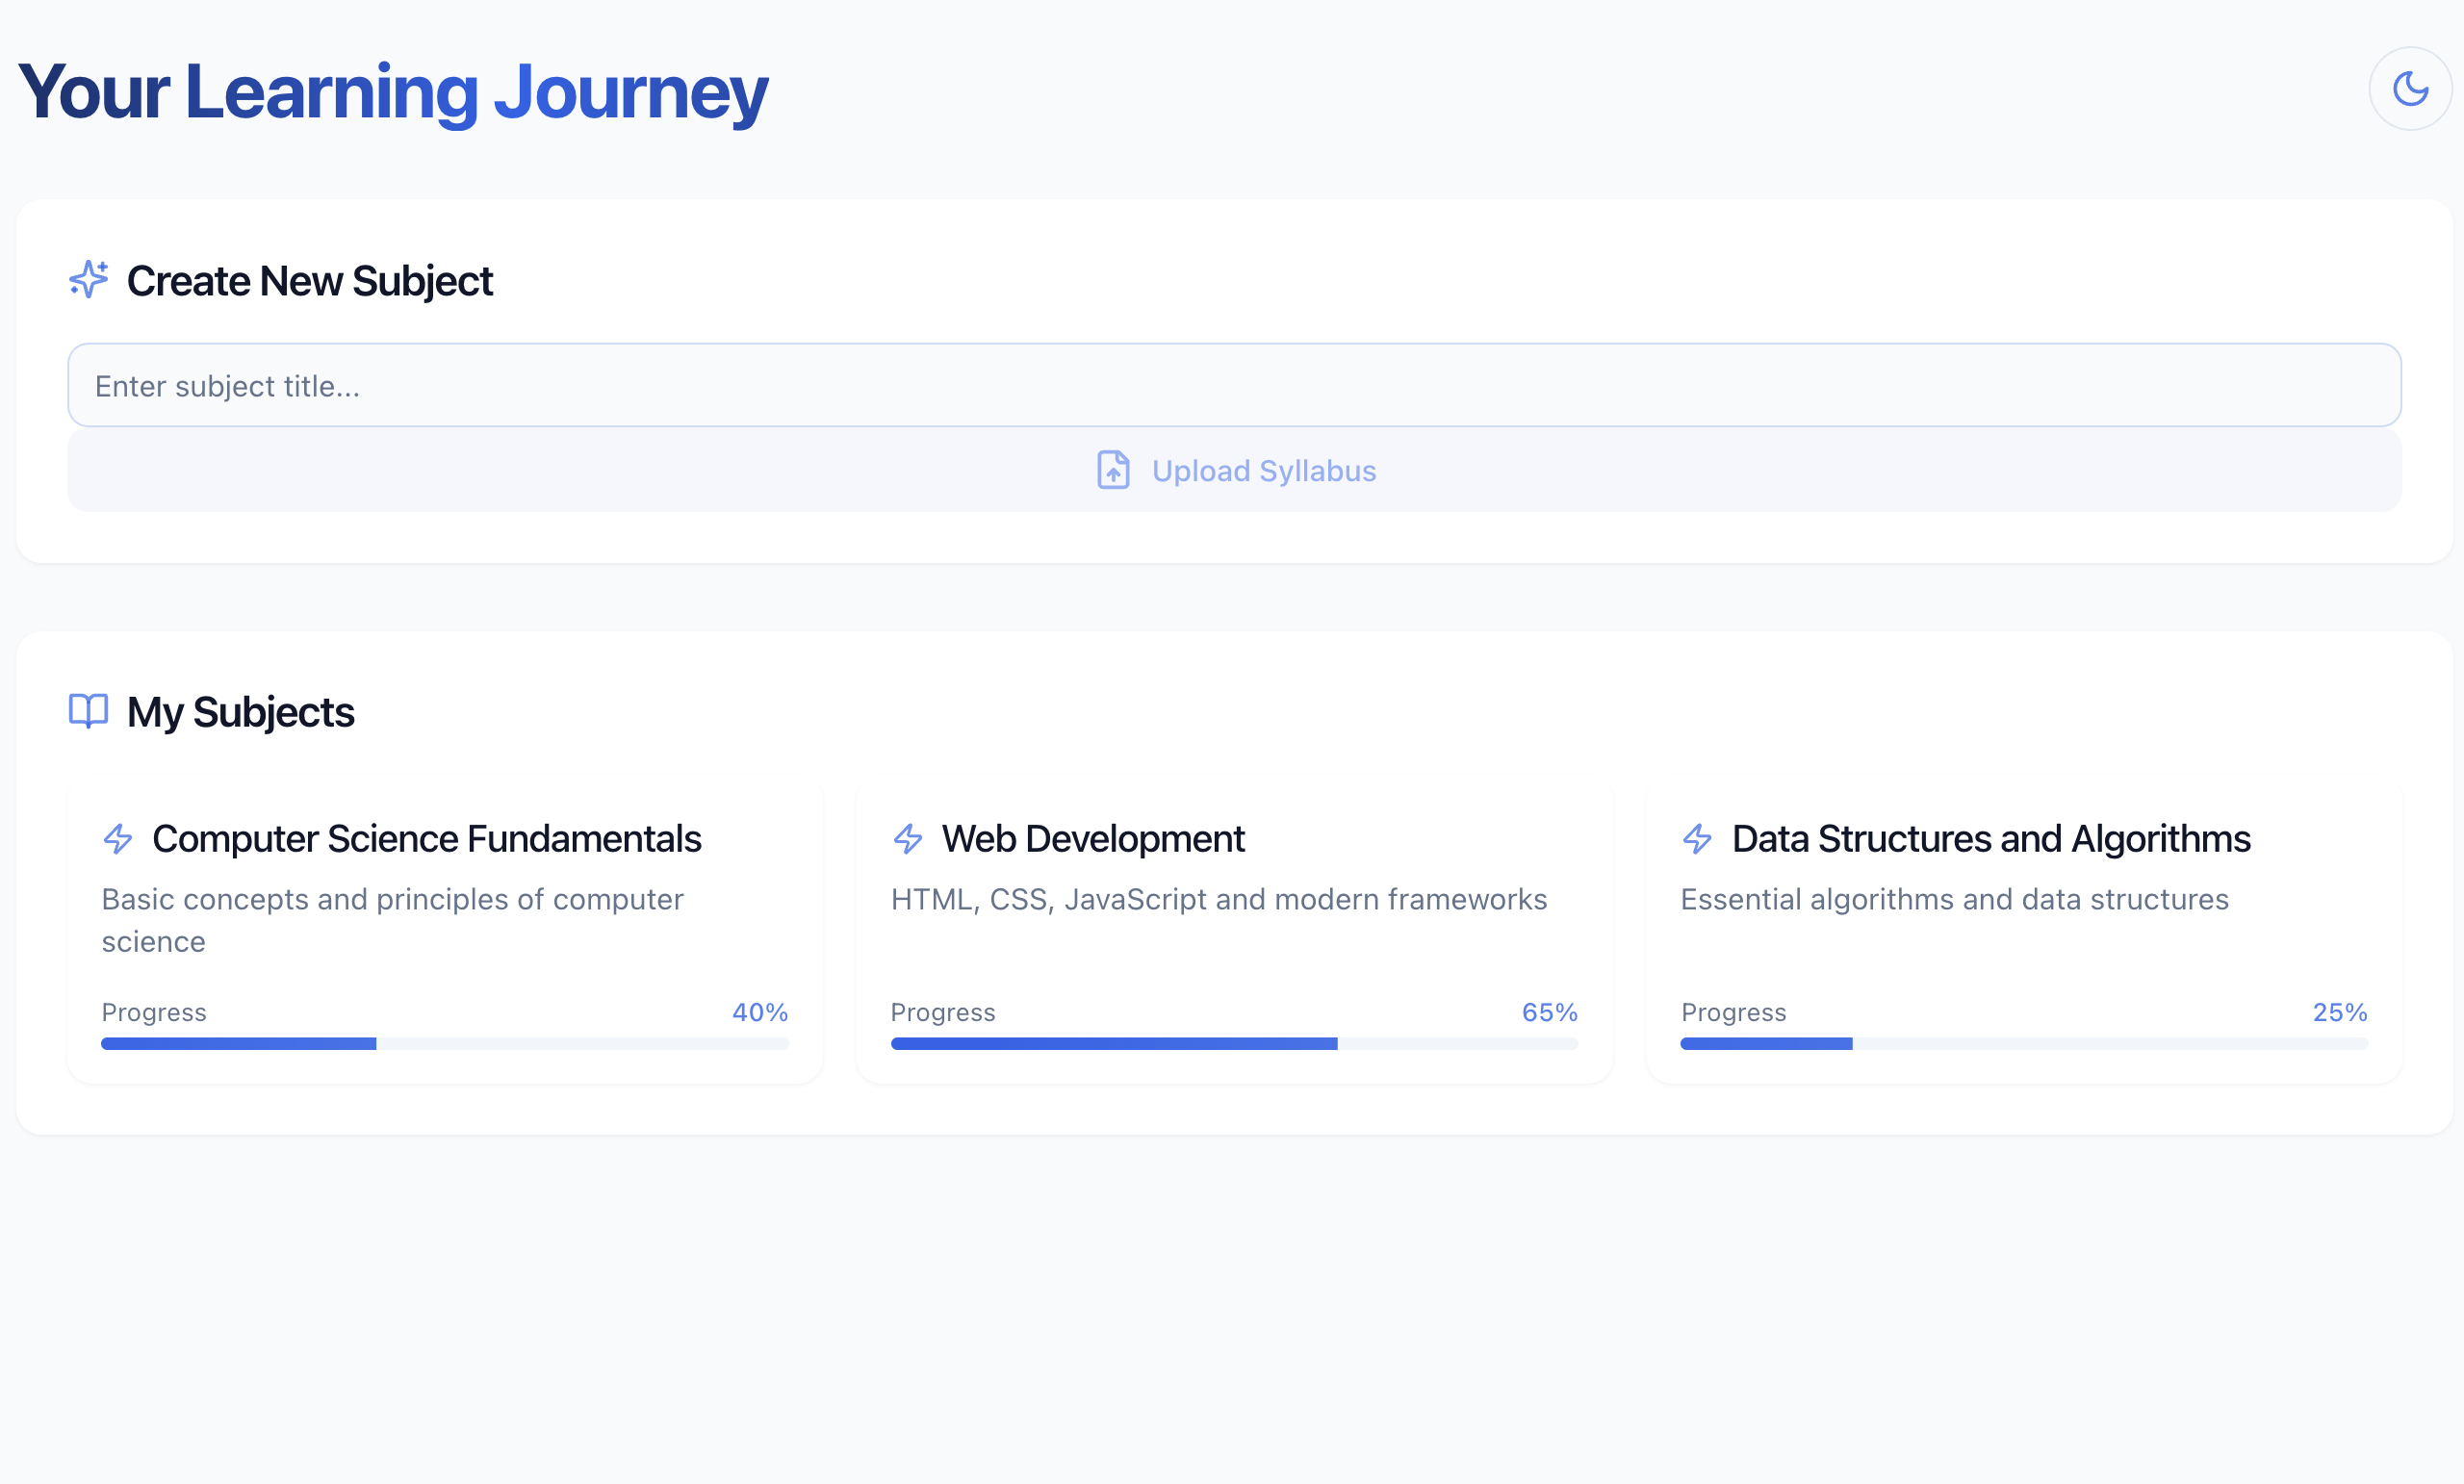 Your Learning Journey
Create New Subject
Enter subject title...
Upload Syllabus
My Subjects
Computer Science Fundamentals
Basic concepts and principles of computer
science
Progress 40%
Web Development
HTML, CSS, JavaScript and modern frameworks
Progress 65%
Data Structures and Algorithms
Essential algorithms and data structures
Progress 25%